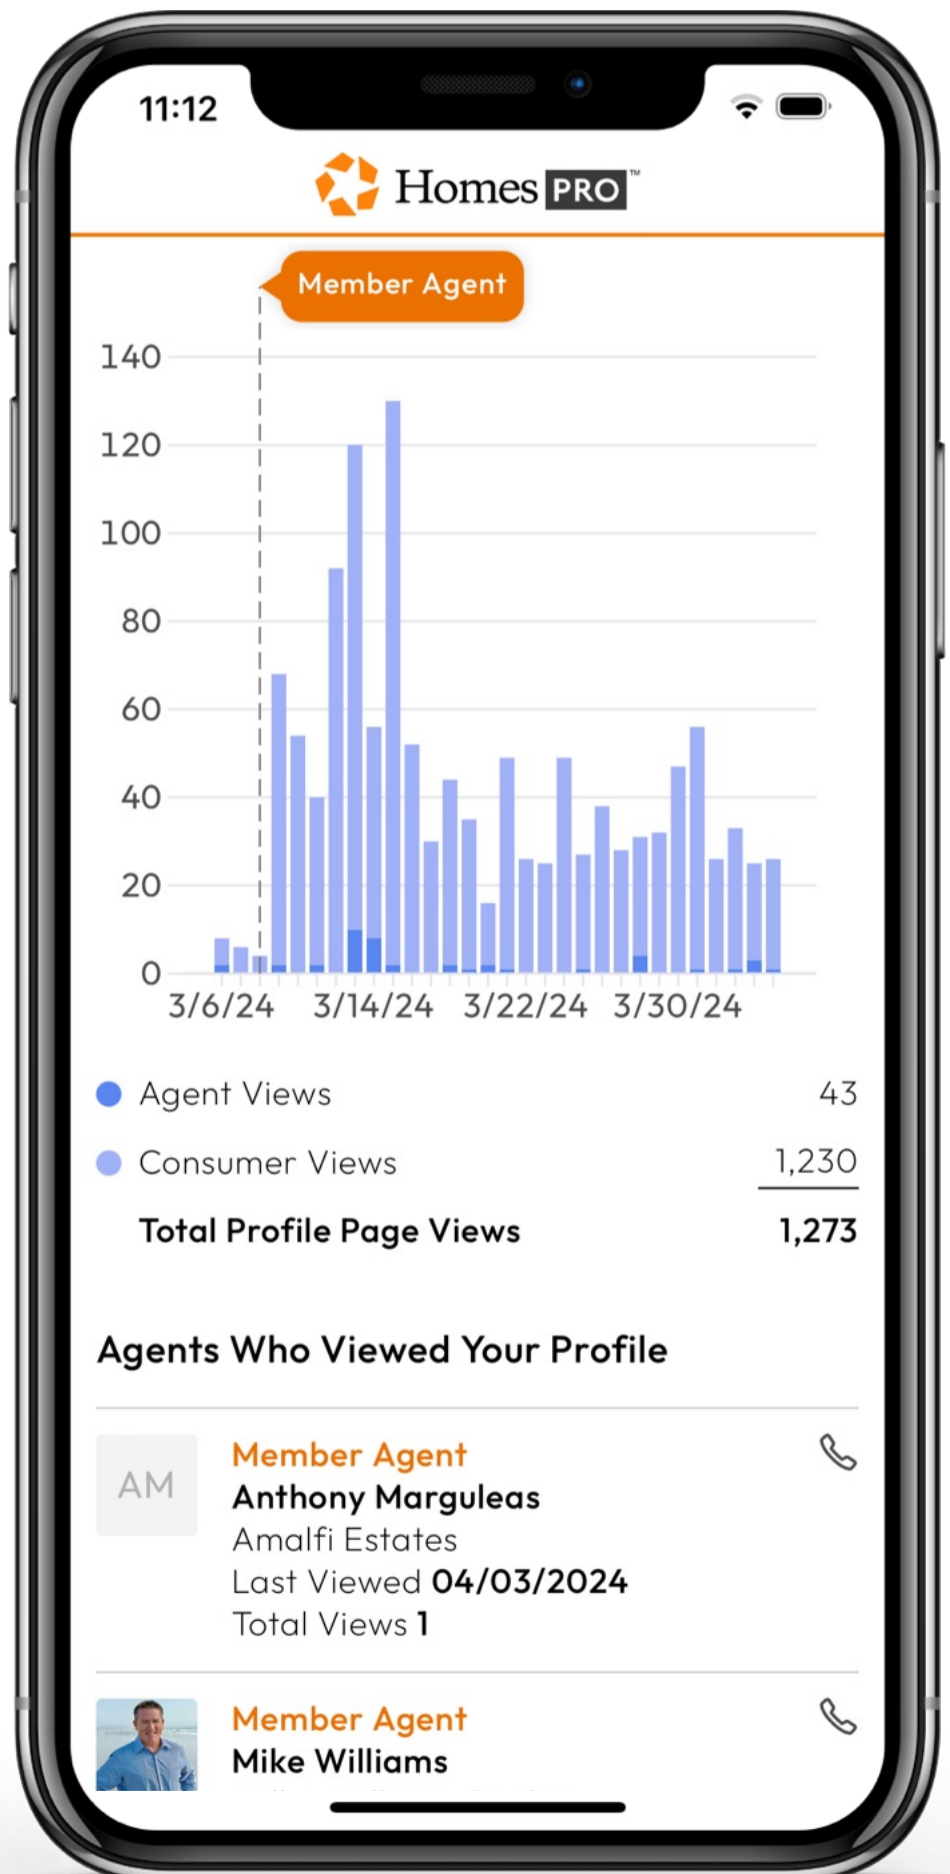 11:12
Homes PRO™
Member Agent
140
120
100
80
60
40
20
0
3/6/24 3/14/24 3/22/24 3/30/24
Agent Views 43
Consumer Views 1,230
Total Profile Page Views 1,273
Agents Who Viewed Your Profile
AM
Member Agent
Anthony Marguleas
Amalfi Estates
Last Viewed 04/03/2024
Total Views 1
Member Agent
Mike Williams